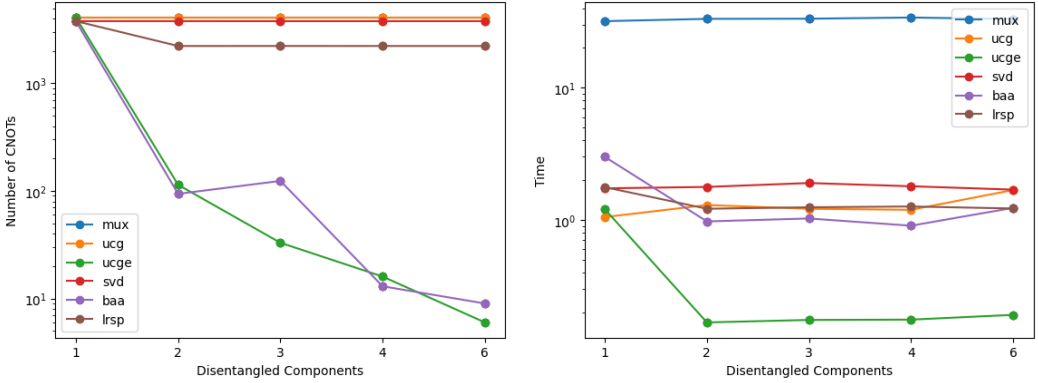 Number of CNOTs
10³
10²
10¹
mux
ucg
ucge
svd
baa
lrsp
1 2 3 4 6
Disentangled Components
Time
10¹
10⁰
mux
ucg
ucge
svd
baa
lrsp
1 2 3 4 6
Disentangled Components